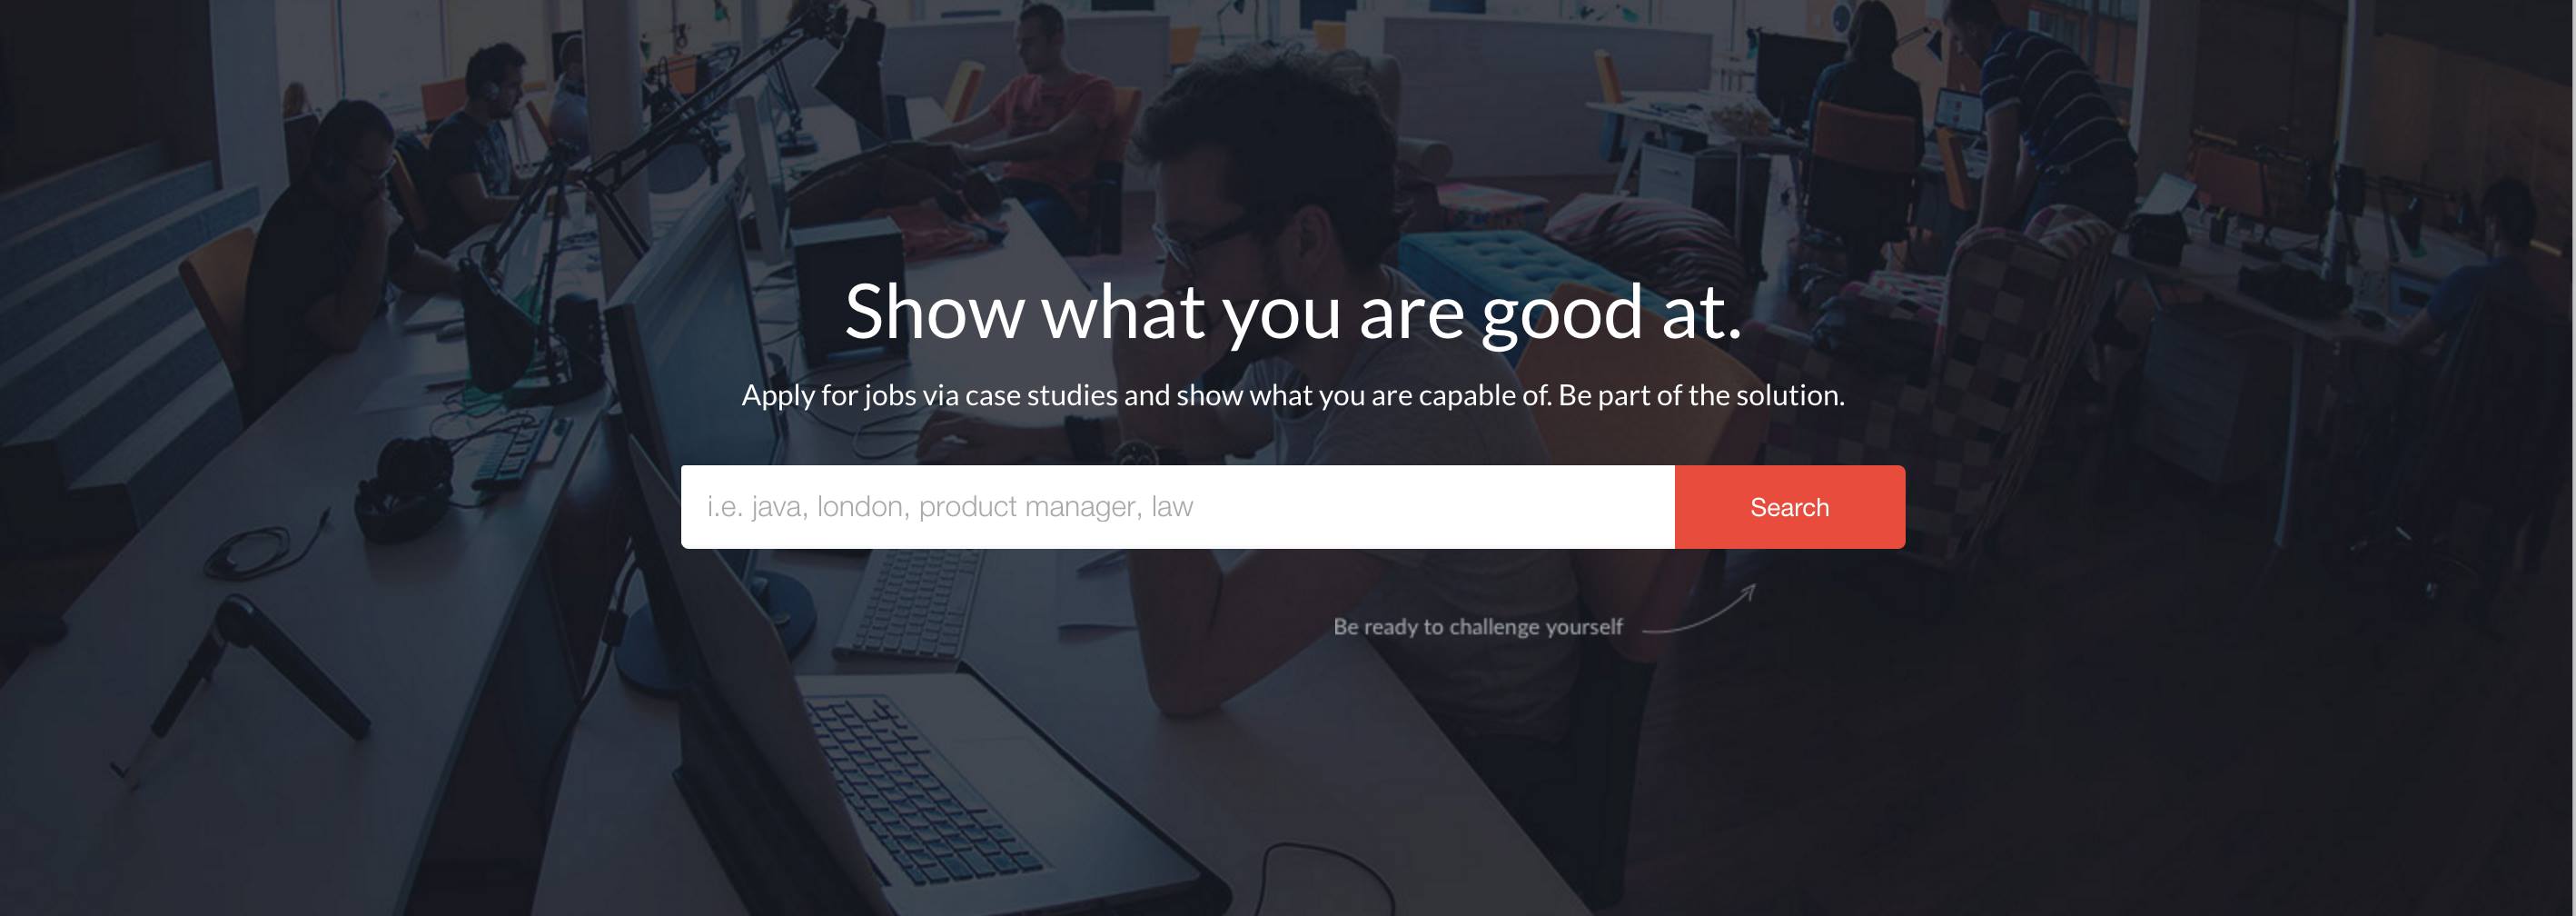 Show what you are good at.
Apply for jobs via case studies and show what you are capable of. Be part of the solution.
i.e. java, london, product manager, law
Search
Be ready to challenge yourself